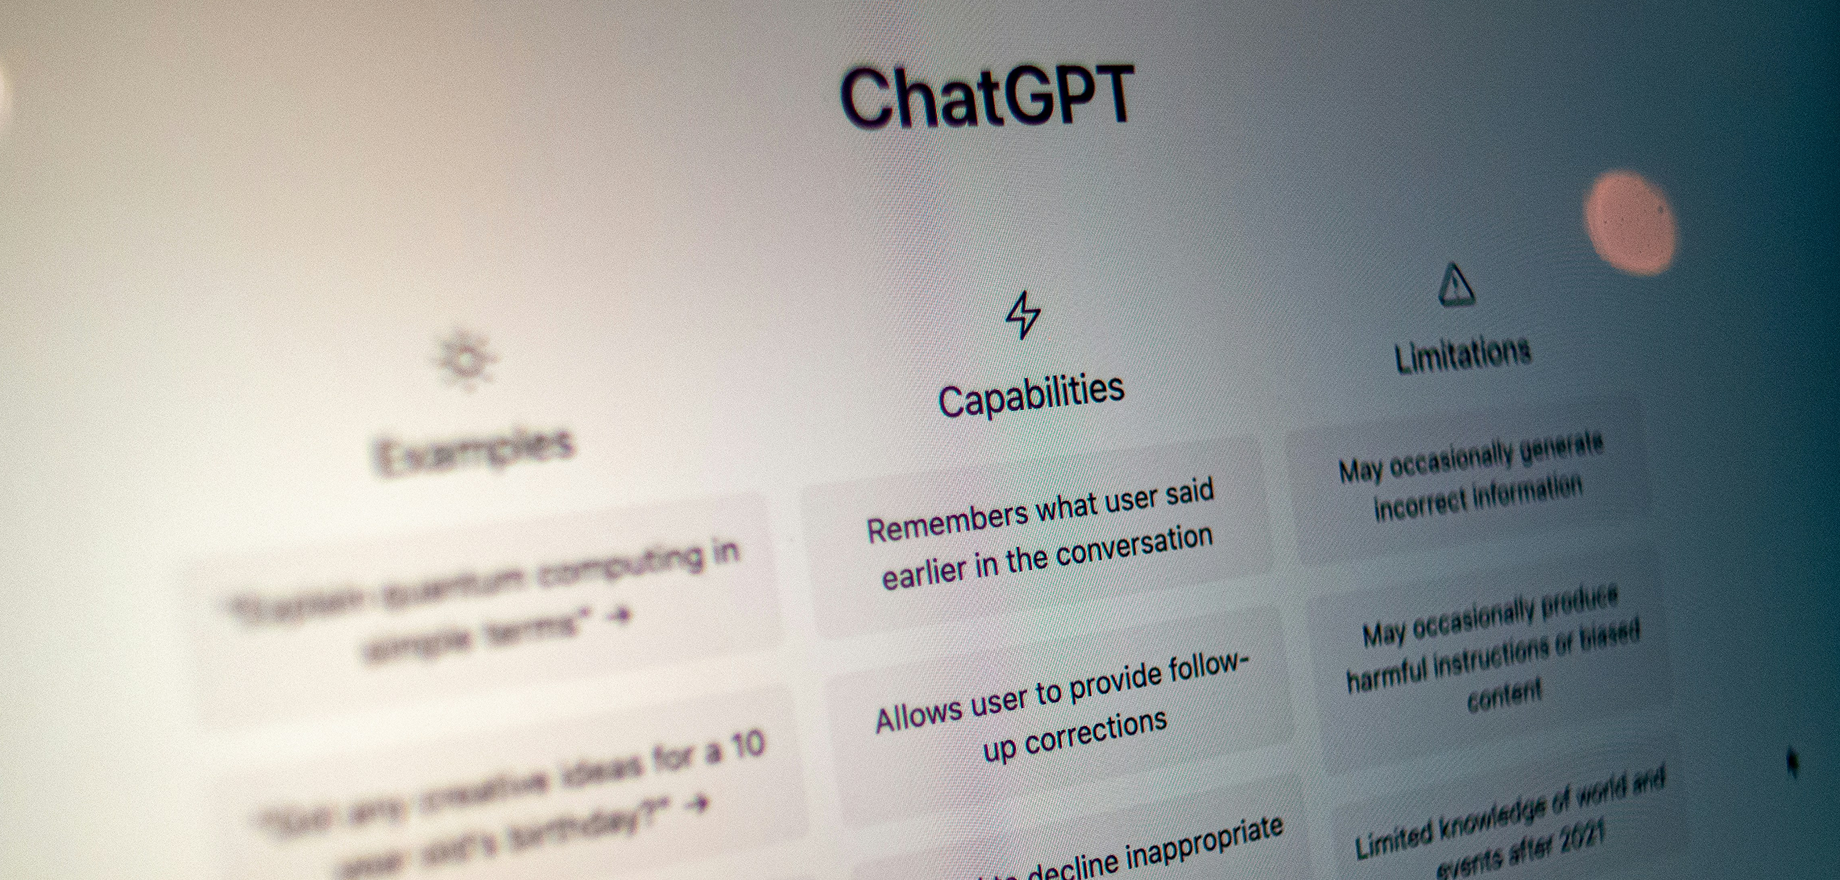 ChatGPT
Examples
"Explain quantum computing in
simple terms" →
"Got any creative ideas for a 10
year old's birthday?" →
Capabilities
Remembers what user said
earlier in the conversation
Allows user to provide follow-
up corrections
to decline inappropriate
Limitations
May occasionally generate
incorrect information
May occasionally produce
harmful instructions or biased
content
Limited knowledge of world and
events after 2021